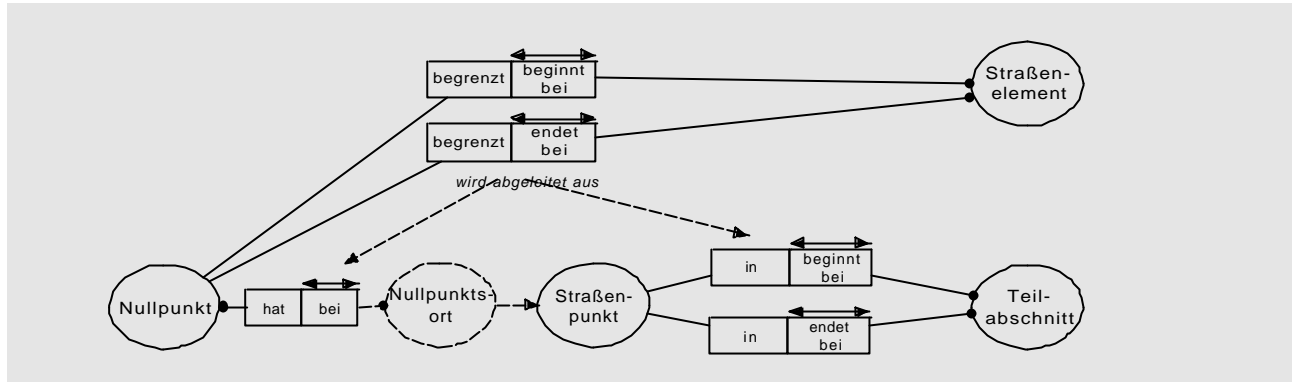 begrenzt
beginnt
bei
Straßen-
element
begrenzt
endet
bei
wird abgeleitet aus
in
beginnt
bei
Nullpunkt
hat
bei
Nullpunkts-
ort
Straßen-
punkt
Teil-
abschnitt
in
endet
bei